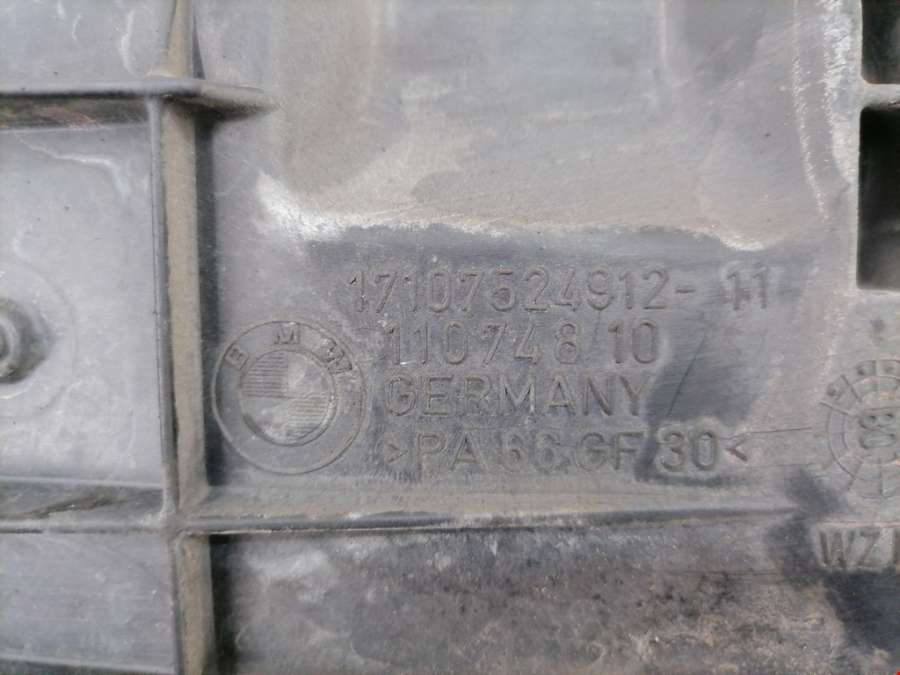 17107524912-11
110748/10
BMW
GERMANY
>PA 66 GF 30<
WZ